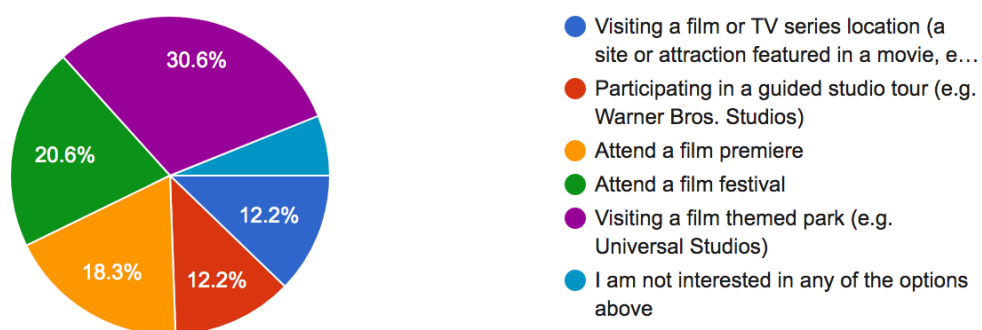 30.6%
20.6%
12.2%
18.3%
12.2%
Visiting a film or TV series location (a
site or attraction featured in a movie, e…
Participating in a guided studio tour (e.g.
Warner Bros. Studios)
Attend a film premiere
Attend a film festival
Visiting a film themed park (e.g.
Universal Studios)
I am not interested in any of the options
above